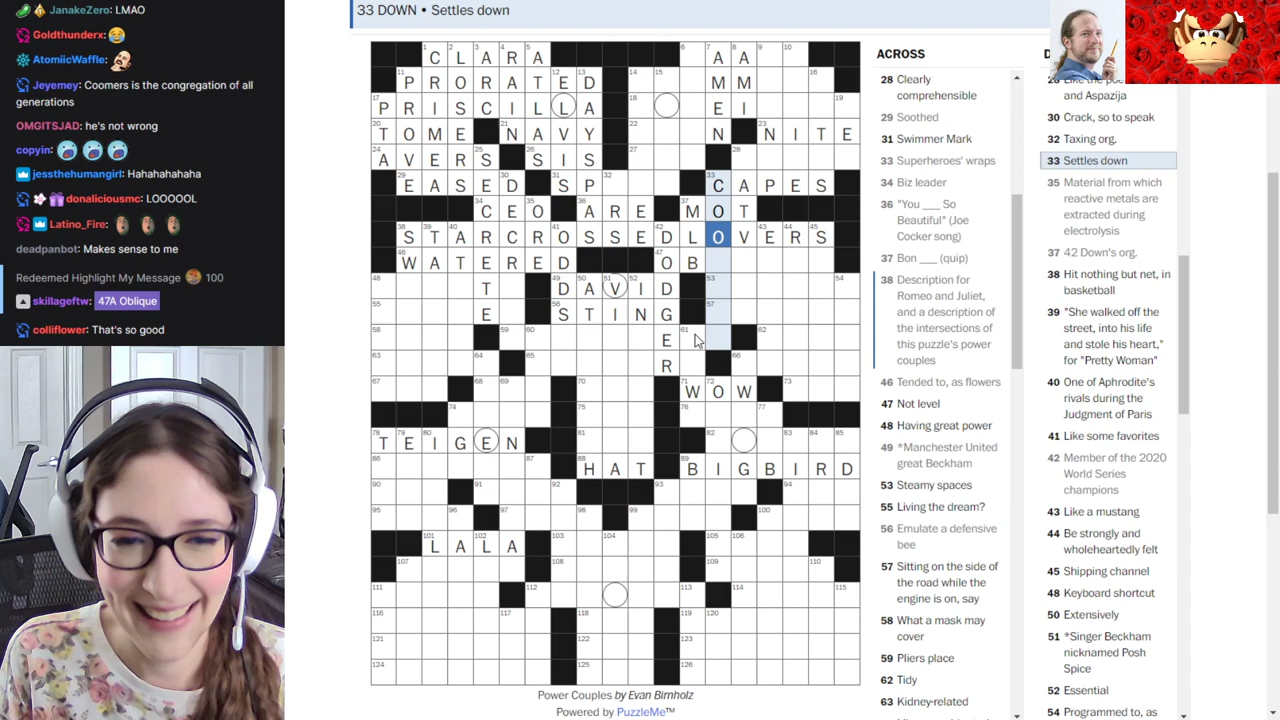 JanakeZero: LMAO
Goldthunderx:
AtomiicWaffle:
Jeyemey: Coomers is the congregation of all
generations
OMGITSJAD: he's not wrong
copyin:
jessthehumangirl: Hahahahahaha
donaliciousmc: LOOOOOL
Latino_Fire:
deadpanbot: Makes sense to me
Redeemed Highlight My Message 100
skillageftw: 47A Oblique
colliflower: That's so good
33 DOWN • Settles down
CLARA AA
PRORATED MM
PRISCILLA EI
TOME NAVY N NITE
AVERS SIS
EASED SP CAPES
CEO ARE MOT
STARCROSSEDLOVERS
WATERED OB
T DAVID
E STING
E
R
WOW
TEIGEN
HAT BIGBIRD
LALA
Power Couples by Evan Birnholz
Powered by PuzzleMe™
ACROSS
28 Clearly
comprehensible
29 Soothed
31 Swimmer Mark
33 Superheroes' wraps
34 Biz leader
36 "You ___ So
Beautiful" (Joe
Cocker song)
37 Bon ___ (quip)
38 Description for
Romeo and Juliet,
and a description of
the intersections of
this puzzle's power
couples
46 Tended to, as flowers
47 Not level
48 Having great power
49 *Manchester United
great Beckham
53 Steamy spaces
55 Living the dream?
56 Emulate a defensive
bee
57 Sitting on the side of
the road while the
engine is on, say
58 What a mask may
cover
59 Pliers place
62 Tidy
63 Kidney-related
D
and Aspazija
30 Crack, so to speak
32 Taxing org.
33 Settles down
35 Material from which
reactive metals are
extracted during
electrolysis
37 42 Down's org.
38 Hit nothing but net, in
basketball
39 "She walked off the
street, into his life
and stole his heart,"
for "Pretty Woman"
40 One of Aphrodite's
rivals during the
Judgment of Paris
41 Like some favorites
42 Member of the 2020
World Series
champions
43 Like a mustang
44 Be strongly and
wholeheartedly felt
45 Shipping channel
48 Keyboard shortcut
50 Extensively
51 *Singer Beckham
nicknamed Posh
Spice
52 Essential
54 Programmed to, as